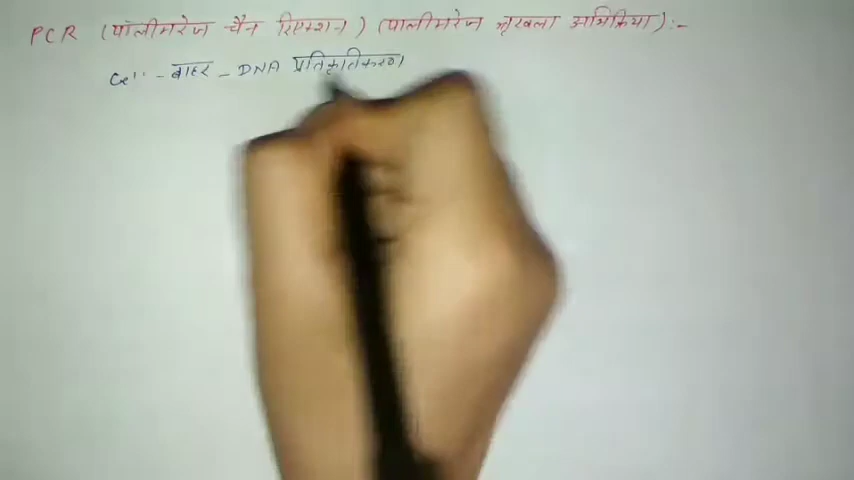 PCR (पॉलीमरेज चैन रिएक्शन) (पालीमरेज श्रृंखला अभिक्रिया) :-
Cell - बाहर - DNA प्रतिकृतिकरण